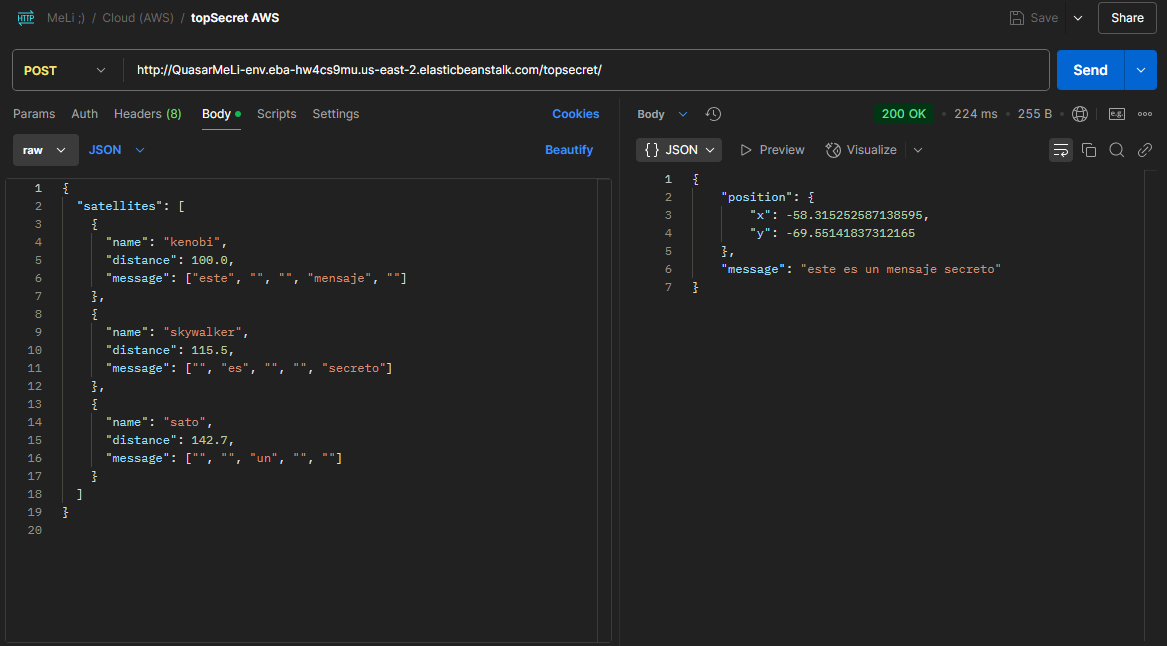 HTTP MeLi ;) / Cloud (AWS) / topSecret AWS Save Share
POST http://QuasarMeLi-env.eba-hw4cs9mu.us-east-2.elasticbeanstalk.com/topsecret/ Send
Params Auth Headers (8) Body Scripts Settings Cookies
raw JSON Beautify
1 {
2 "satellites": [
3 {
4 "name": "kenobi",
5 "distance": 100.0,
6 "message": ["este", "", "", "mensaje", ""]
7 },
8 {
9 "name": "skywalker",
10 "distance": 115.5,
11 "message": ["", "es", "", "", "secreto"]
12 },
13 {
14 "name": "sato",
15 "distance": 142.7,
16 "message": ["", "", "un", "", ""]
17 }
18 ]
19 }
20
Body 200 OK 224 ms 255 B e.g.
{} JSON Preview Visualize
1 {
2 "position": {
3 "x": -58.315252587138595,
4 "y": -69.55141837312165
5 },
6 "message": "este es un mensaje secreto"
7 }